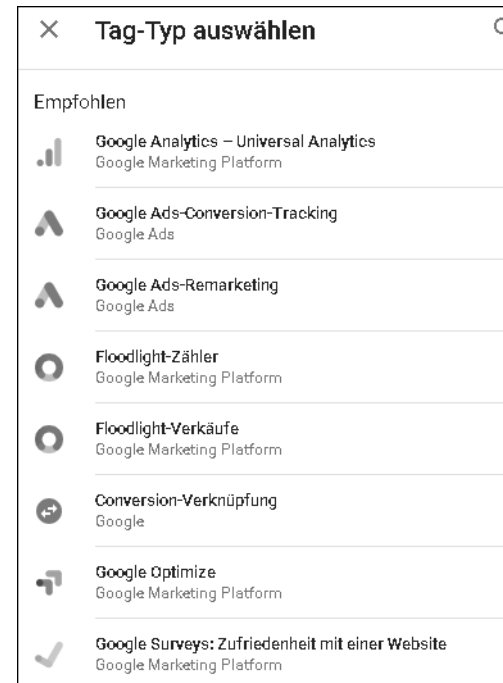 Tag-Typ auswählen
Empfohlen
Google Analytics – Universal Analytics
Google Marketing Platform
Google Ads-Conversion-Tracking
Google Ads
Google Ads-Remarketing
Google Ads
Floodlight-Zähler
Google Marketing Platform
Floodlight-Verkäufe
Google Marketing Platform
Conversion-Verknüpfung
Google
Google Optimize
Google Marketing Platform
Google Surveys: Zufriedenheit mit einer Website
Google Marketing Platform